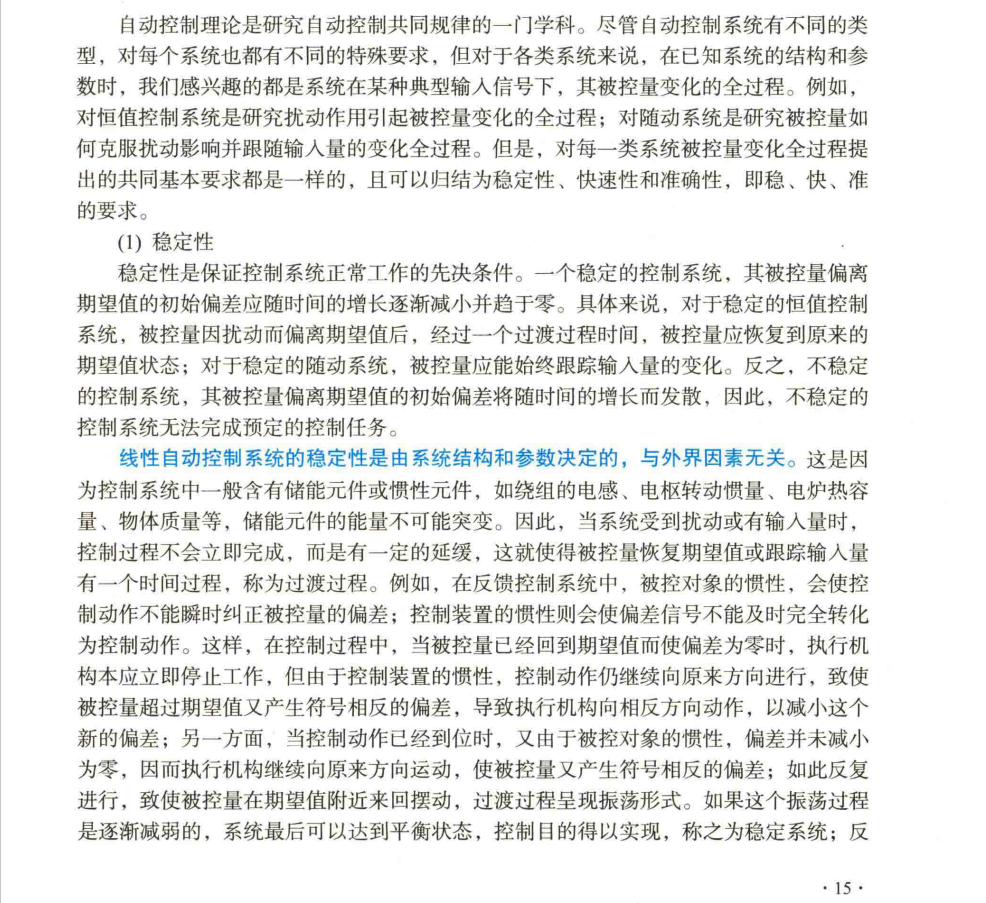 自动控制理论是研究自动控制共同规律的一门学科。尽管自动控制系统有不同的类
型，对每个系统也都有不同的特殊要求，但对于各类系统来说，在已知系统的结构和参
数时，我们感兴趣的都是系统在某种典型输入信号下，其被控量变化的全过程。例如，
对恒值控制系统是研究扰动作用引起被控量变化的全过程；对随动系统是研究被控量如
何克服扰动影响并跟随输入量的变化全过程。但是，对每一类系统被控量变化全过程提
出的共同基本要求都是一样的，且可以归结为稳定性、快速性和准确性，即稳、快、准
的要求。
(1) 稳定性
稳定性是保证控制系统正常工作的先决条件。一个稳定的控制系统，其被控量偏离
期望值的初始偏差应随时间的增长逐渐减小并趋于零。具体来说，对于稳定的恒值控制
系统，被控量因扰动而偏离期望值后，经过一个过渡过程时间，被控量应恢复到原来的
期望值状态；对于稳定的随动系统，被控量应能始终跟踪输入量的变化。反之，不稳定
的控制系统，其被控量偏离期望值的初始偏差将随时间的增长而发散，因此，不稳定的
控制系统无法完成预定的控制任务。
线性自动控制系统的稳定性是由系统结构和参数决定的，与外界因素无关。这是因
为控制系统中一般含有储能元件或惯性元件，如绕组的电感、电枢转动惯量、电炉热容
量、物体质量等，储能元件的能量不可能突变。因此，当系统受到扰动或有输入量时，
控制过程不会立即完成，而是有一定的延缓，这就使得被控量恢复期望值或跟踪输入量
有一个时间过程，称为过渡过程。例如，在反馈控制系统中，被控对象的惯性，会使控
制动作不能瞬时纠正被控量的偏差；控制装置的惯性则会使偏差信号不能及时完全转化
为控制动作。这样，在控制过程中，当被控量已经回到期望值而使偏差为零时，执行机
构本应立即停止工作，但由于控制装置的惯性，控制动作仍继续向原来方向进行，致使
被控量超过期望值又产生符号相反的偏差，导致执行机构向相反方向动作，以减小这个
新的偏差；另一方面，当控制动作已经到位时，又由于被控对象的惯性，偏差并未减小
为零，因而执行机构继续向原来方向运动，使被控量又产生符号相反的偏差；如此反复
进行，致使被控量在期望值附近来回摆动，过渡过程呈现振荡形式。如果这个振荡过程
是逐渐减弱的，系统最后可以达到平衡状态，控制目的得以实现，称之为稳定系统；反
·15·